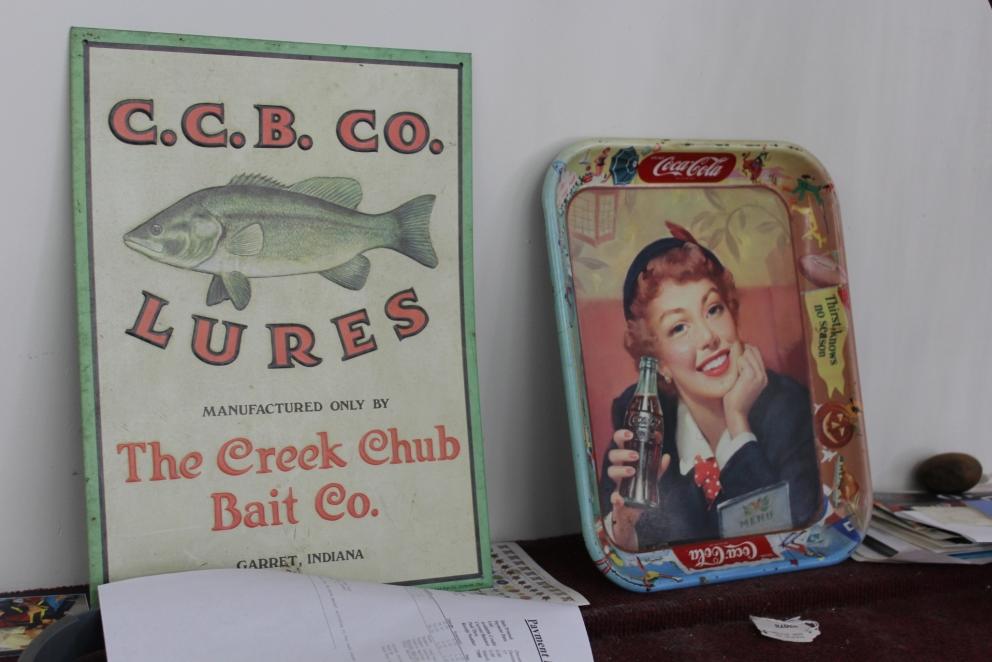 C.C.B. CO.
LURES
MANUFACTURED ONLY BY
The Creek Chub
Bait Co.
GARRET, INDIANA
Coca-Cola
Thirst knows
no season
MENU
Coca-Cola
Payment